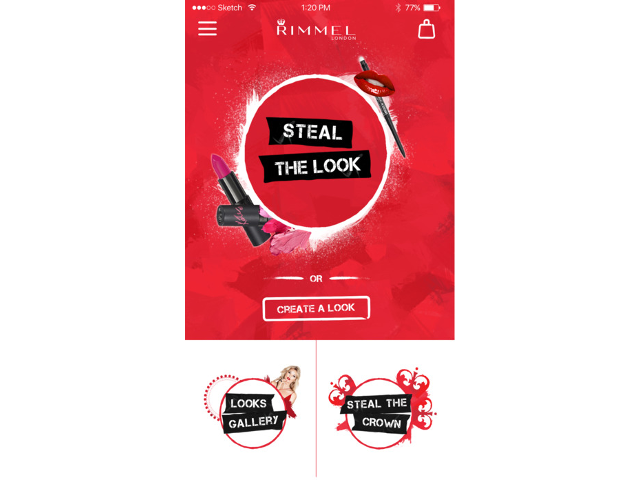 Sketch 1:20 PM 77%
RIMMEL
LONDON
STEAL
THE LOOK
OR
CREATE A LOOK
LOOKS
GALLERY
STEAL THE
CROWN